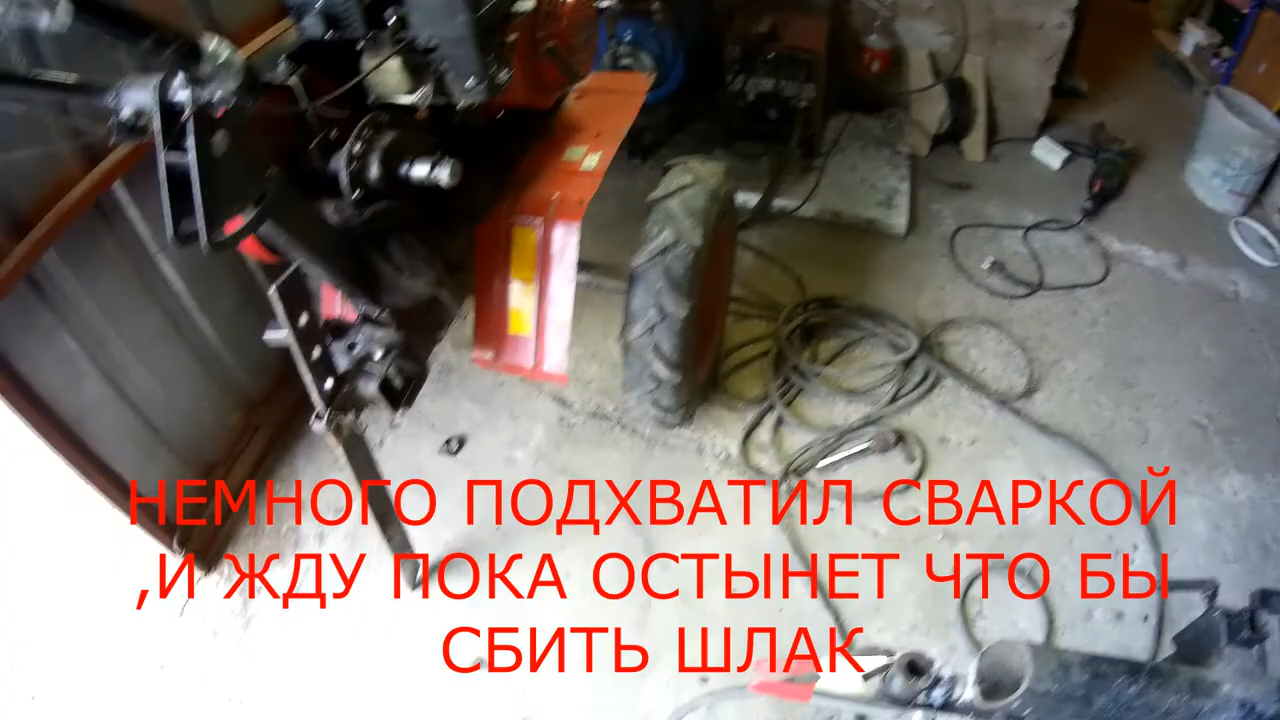 НЕМНОГО ПОДХВАТИЛ СВАРКОЙ
,И ЖДУ ПОКА ОСТЫНЕТ ЧТО БЫ
СБИТЬ ШЛАК